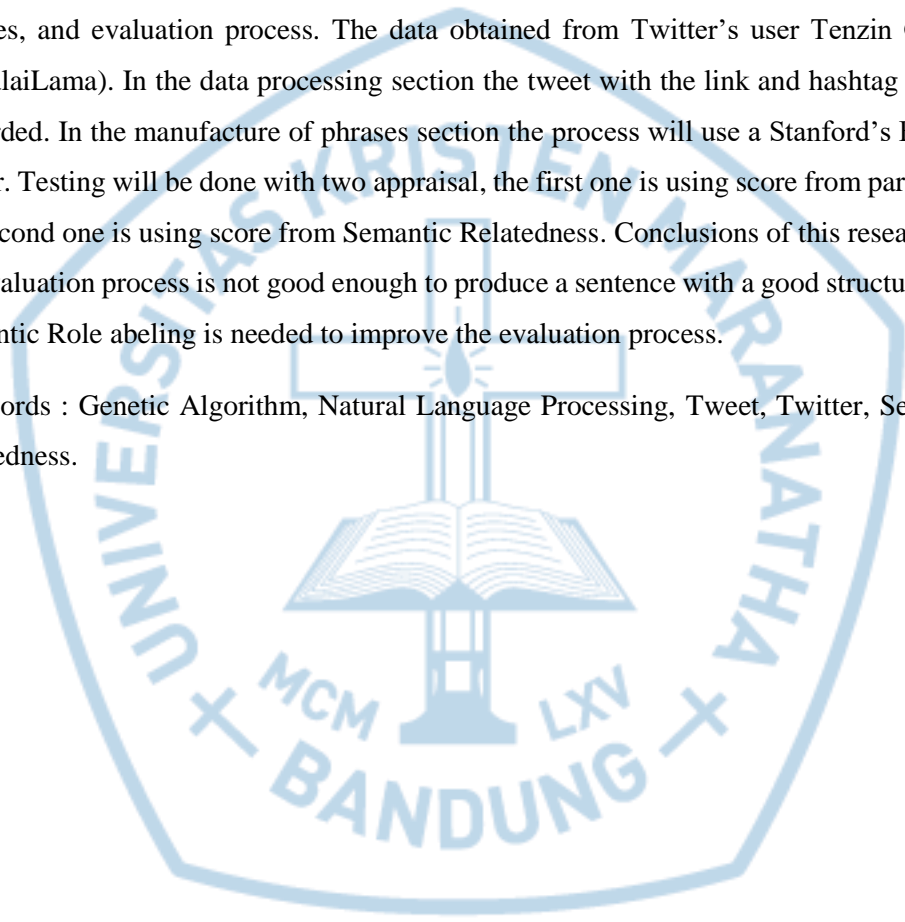 es, and evaluation process. The data obtained from Twitter's user Tenzin
laiLama). In the data processing section the tweet with the link and hashtag
rded. In the manufacture of phrases section the process will use a Stanford's
r. Testing will be done with two appraisal, the first one is using score from par
cond one is using score from Semantic Relatedness. Conclusions of this resea
aluation process is not good enough to produce a sentence with a good structu
ntic Role abeling is needed to improve the evaluation process.
ords : Genetic Algorithm, Natural Language Processing, Tweet, Twitter, Se
edness.
UNIVERSITAS KRISTEN MARANATHA
MCM LXV
BANDUNG